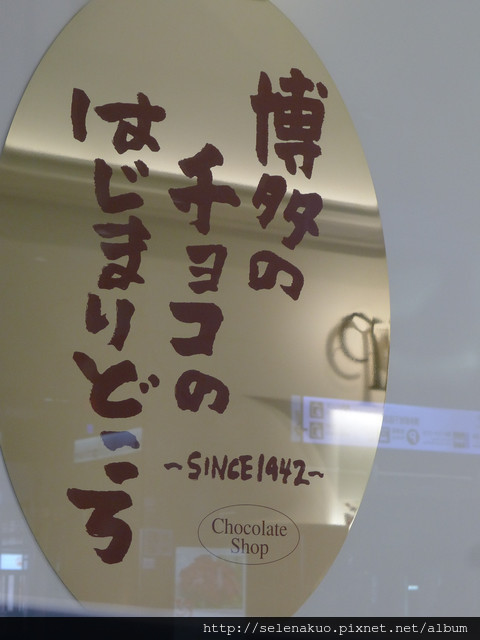 博多の
チョコの
はじまりどころ
~SINCE1942~
Chocolate
Shop
http://selenakuo.pixnet.net/album